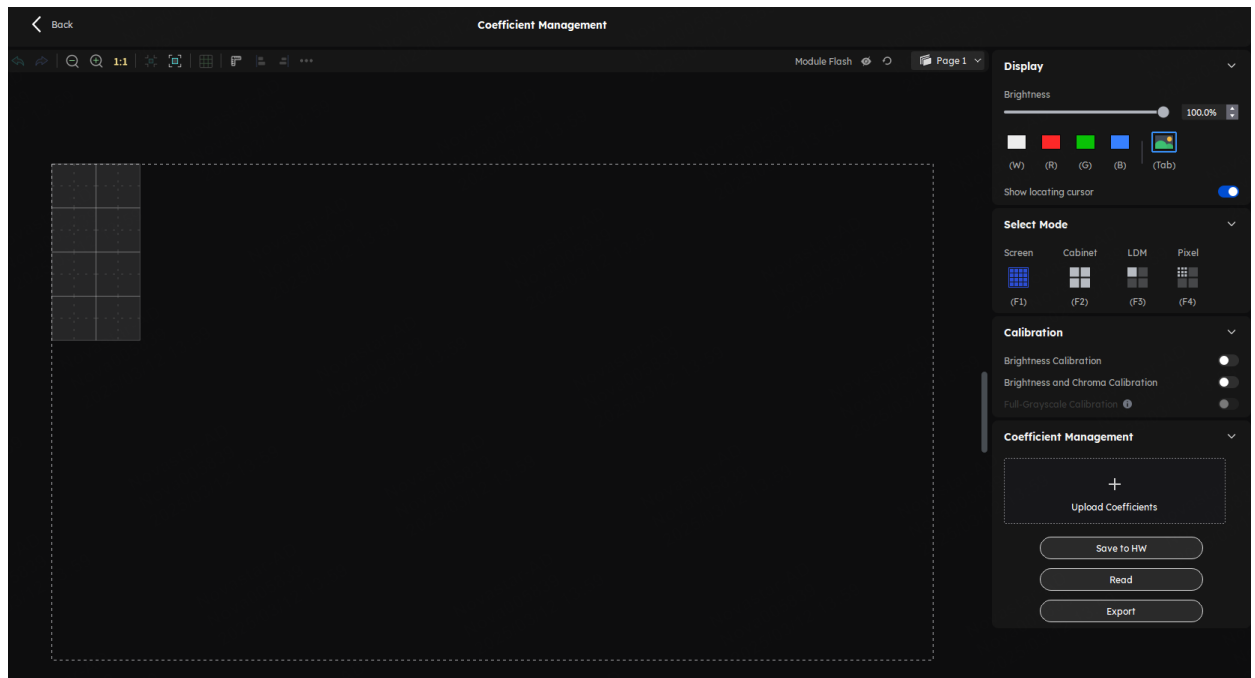 Back
Coefficient Management
1:1
Module Flash
Page 1
Display
Brightness
100.0%
(W) (R) (G) (B) (Tab)
Show locating cursor
Select Mode
Screen Cabinet LDM Pixel
(F1) (F2) (F3) (F4)
Calibration
Brightness Calibration
Brightness and Chroma Calibration
Full-Grayscale Calibration
Coefficient Management
Upload Coefficients
Save to HW
Read
Export